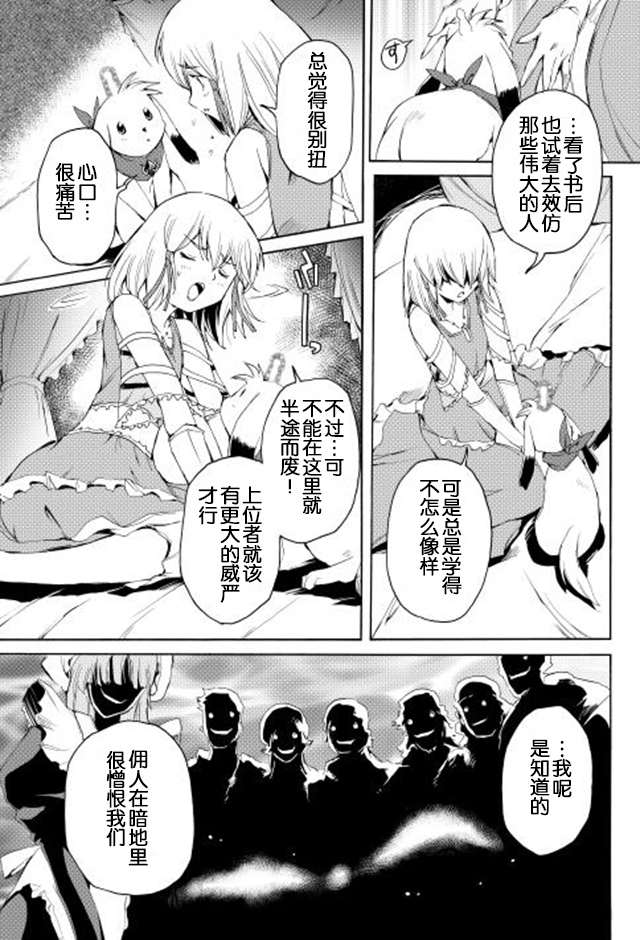 す
…看了书后
也试着去效仿
那些伟大的人
可是总是学得
不怎么像样
总觉得很别扭
心口…
很痛苦
不过…可
不能在这里就
半途而废！
上位者就该
有更大的威严
才行
…我呢
是知道的
佣人在暗地里
很憎恨我们